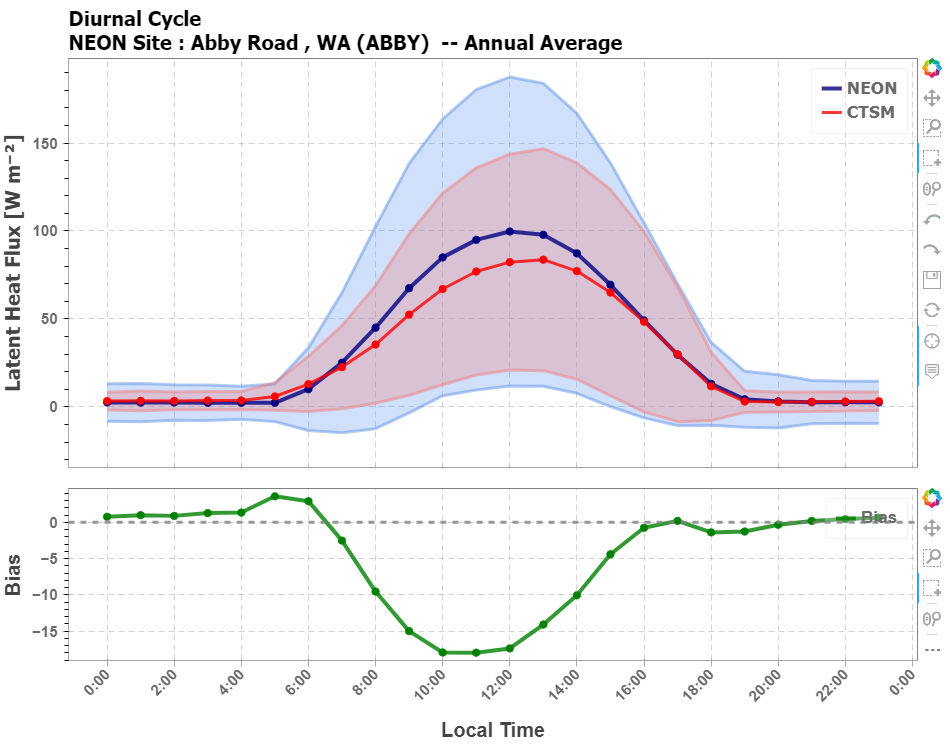 Diurnal Cycle
NEON Site : Abby Road , WA (ABBY)  -- Annual Average
Latent Heat Flux [W m⁻²]
150
100
50
0
NEON
CTSM
Bias
0
−5
−10
−15
Bias
0:00
2:00
4:00
6:00
8:00
10:00
12:00
14:00
16:00
18:00
20:00
22:00
0:00
Local Time